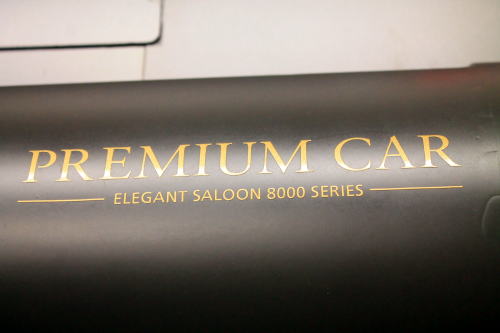 PREMIUM CAR
ELEGANT SALOON 8000 SERIES